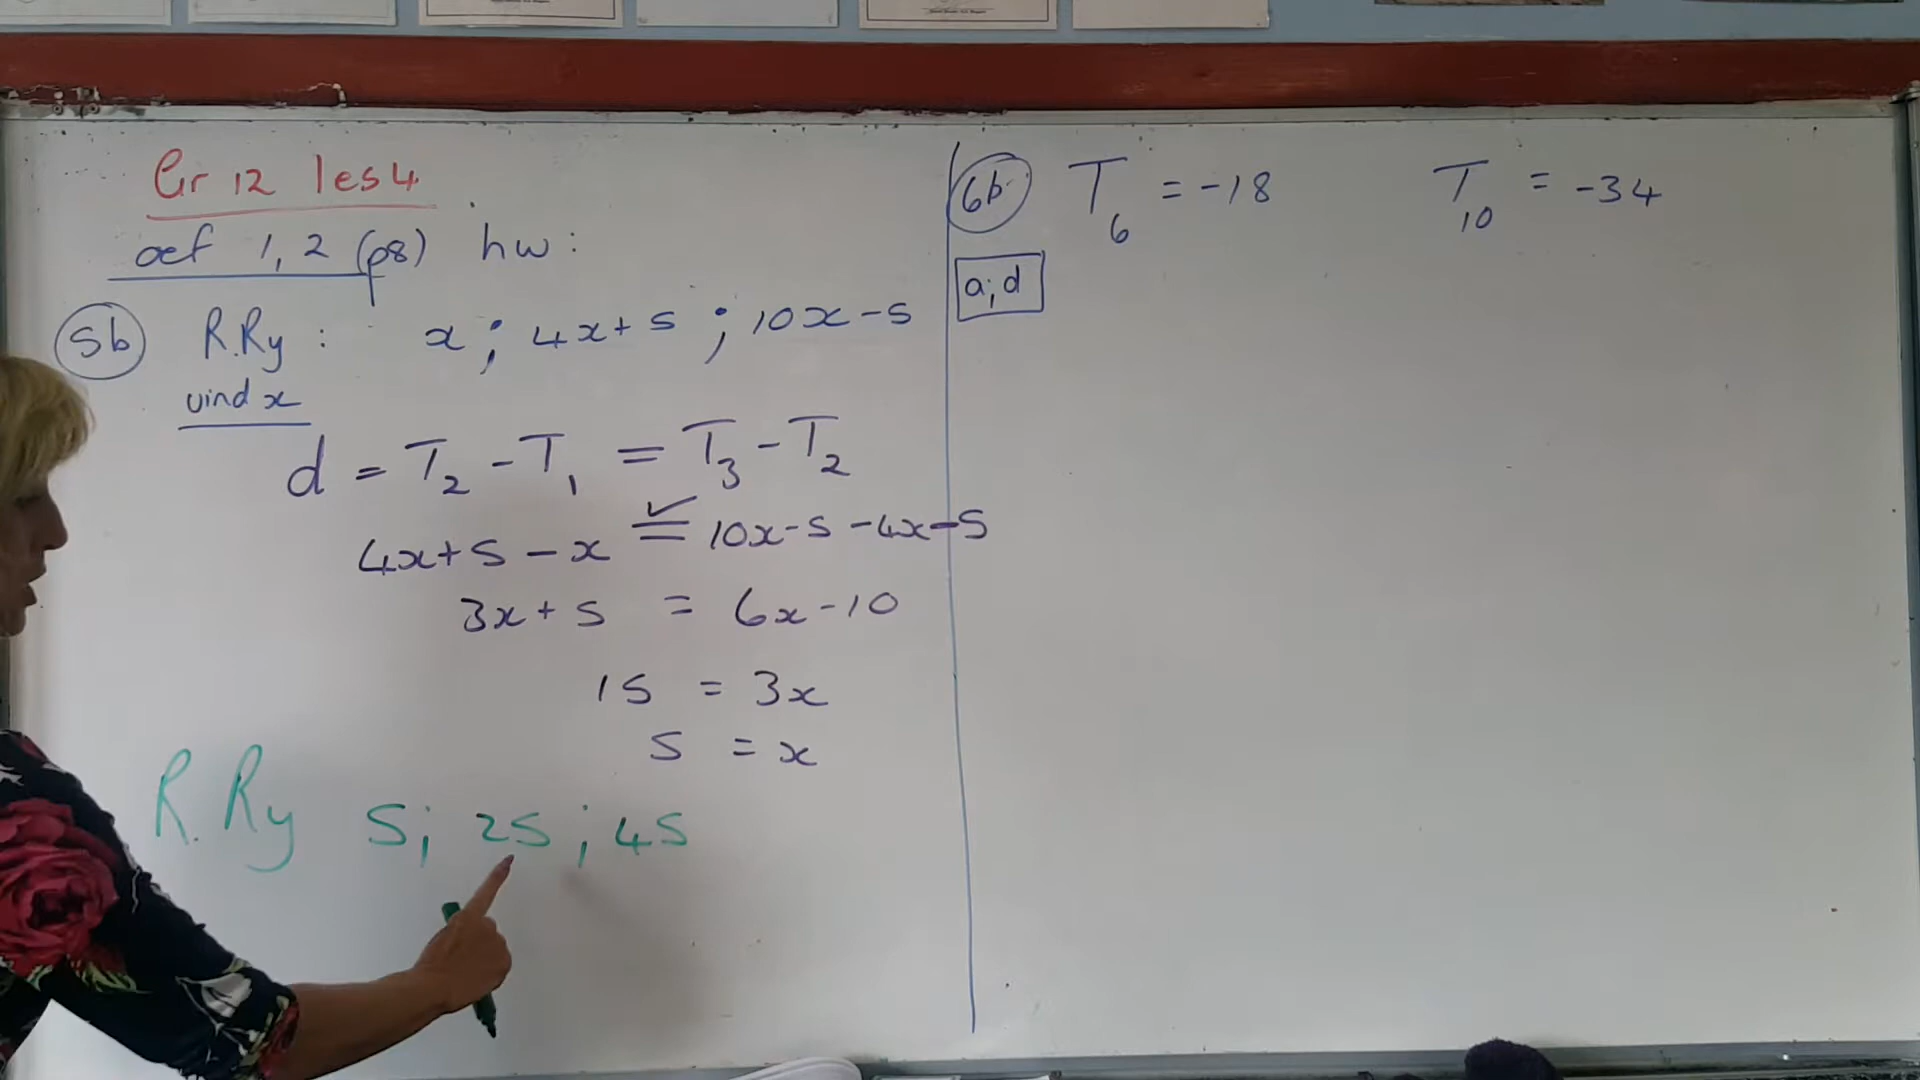 Gr 12 les 4
oef 1, 2 (p8) hw:
5b R.Ry : x ; 4x+5 ; 10x-5
vind x
d = T₂ - T₁ = T₃ - T₂
4x+5-x = 10x-5-4x-5
3x+5 = 6x-10
15 = 3x
5 = x
R.Ry 5; 25; 45
6b T₆ = -18 T₁₀ = -34
a;d